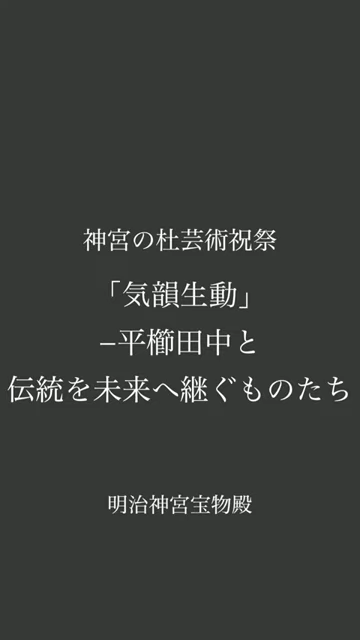 神宮の杜芸術祝祭
「気韻生動」
–平櫛田中と
伝統を未来へ継ぐものたち
明治神宮宝物殿